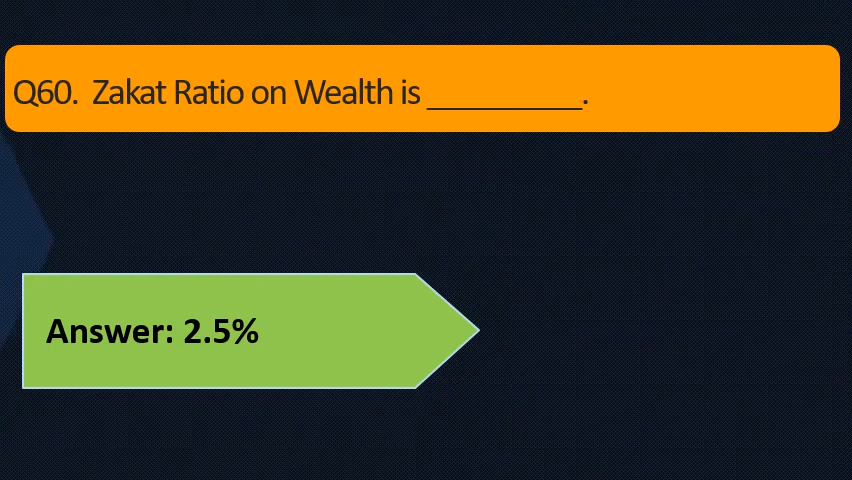 Q60. Zakat Ratio on Wealth is __________.
Answer: 2.5%